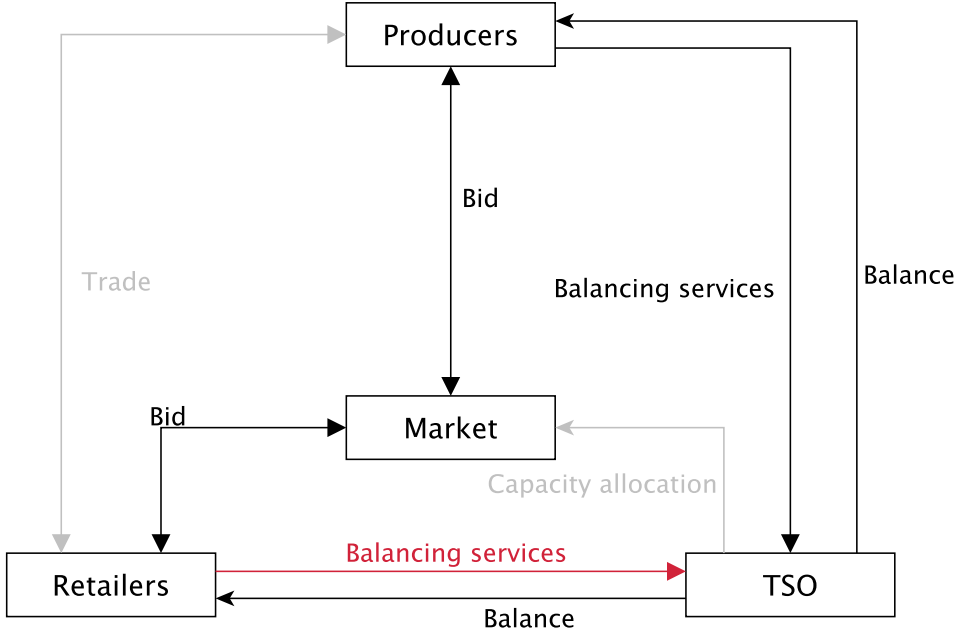 Producers
Bid
Trade
Balancing services
Balance
Bid
Market
Capacity allocation
Balancing services
Retailers
TSO
Balance